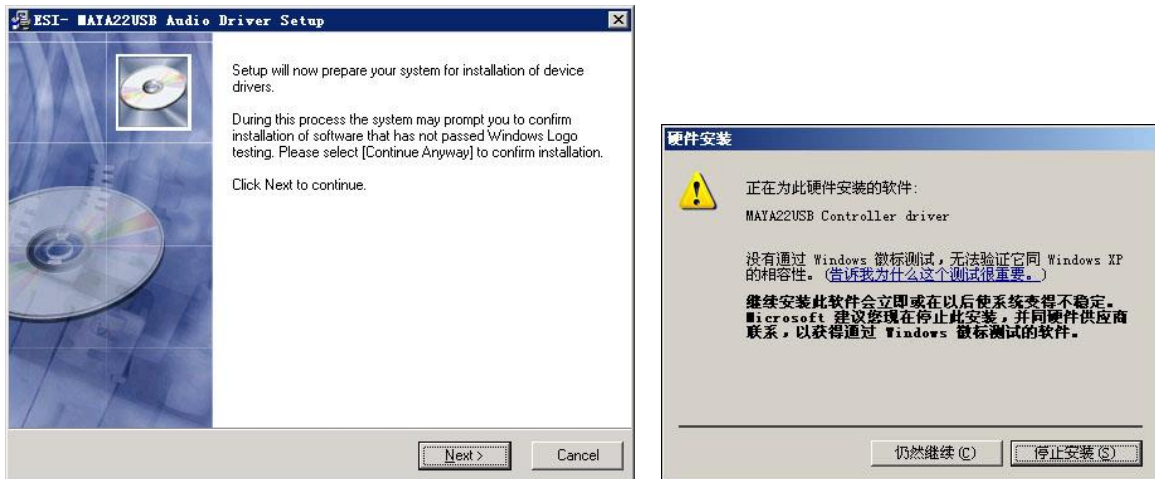 ESI- MAYA22USB Audio Driver Setup
Setup will now prepare your system for installation of device
drivers.
During this process the system may prompt you to confirm
installation of software that has not passed Windows Logo
testing. Please select [Continue Anyway] to confirm installation.
Click Next to continue.
Next >
Cancel
硬件安装
正在为此硬件安装的软件:
MAYA22USB Controller driver
没有通过 Windows 徽标测试，无法验证它同 Windows XP
的相容性。(告诉我为什么这个测试很重要。)
继续安装此软件会立即或在以后使系统变得不稳定。
Microsoft 建议您现在停止此安装，并同硬件供应商
联系，以获得通过 Windows 徽标测试的软件。
仍然继续(C)
停止安装(S)